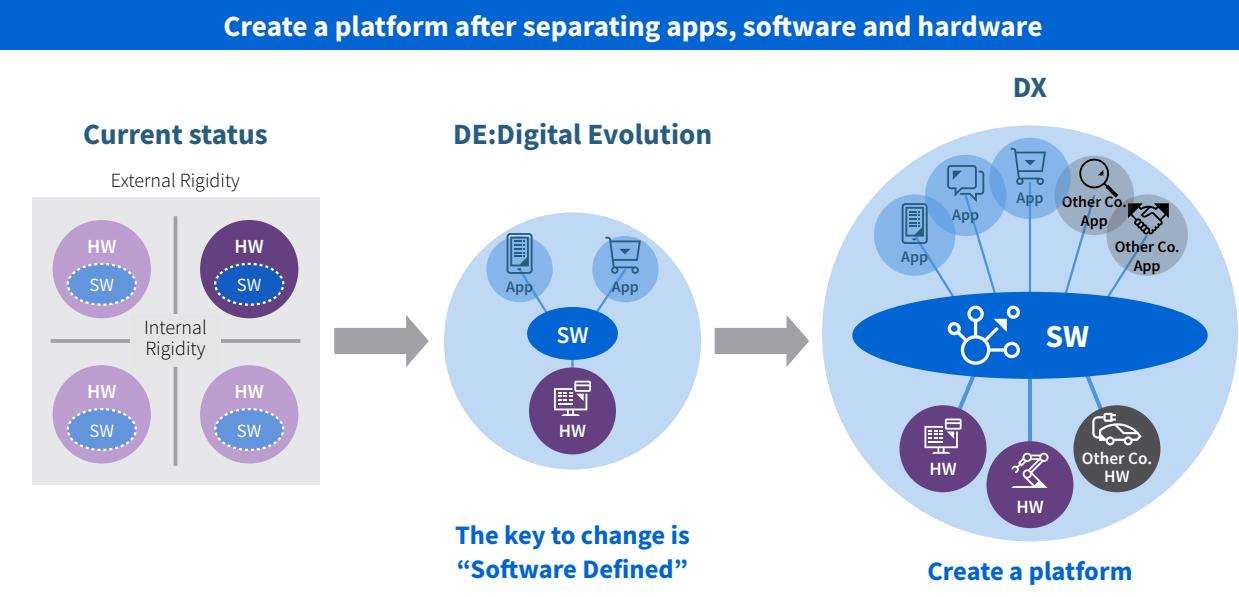 Create a platform after separating apps, software and hardware
Current status
External Rigidity
HW
SW
HW
SW
Internal
Rigidity
HW
SW
HW
SW
DE:Digital Evolution
App
App
SW
HW
The key to change is
“Software Defined”
DX
App
App
App
Other Co.
App
Other Co.
App
SW
HW
HW
Other Co.
HW
Create a platform